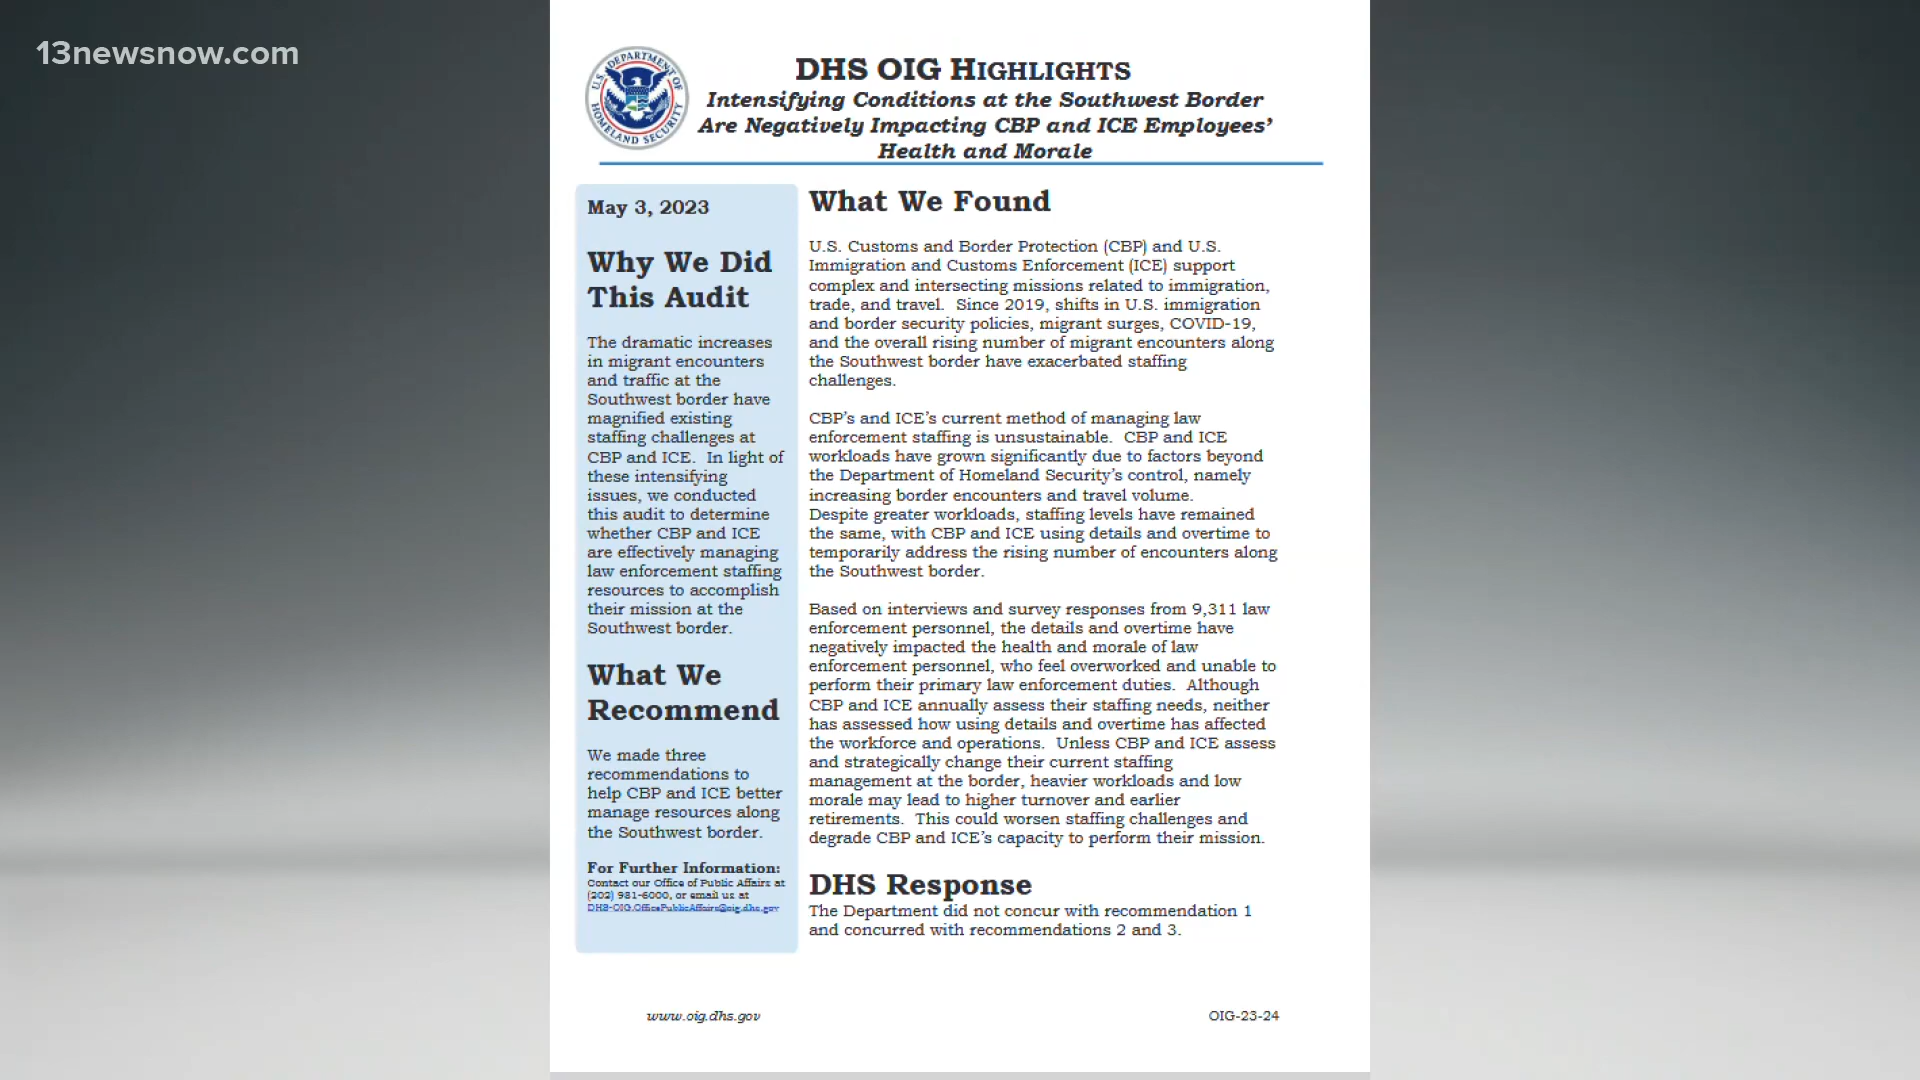 13newsnow.com
U.S. DEPARTMENT OF HOMELAND SECURITY
DHS OIG HIGHLIGHTS
Intensifying Conditions at the Southwest Border
Are Negatively Impacting CBP and ICE Employees’
Health and Morale
May 3, 2023
Why We Did
This Audit
The dramatic increases
in migrant encounters
and traffic at the
Southwest border have
magnified existing
staffing challenges at
CBP and ICE.  In light of
these intensifying
issues, we conducted
this audit to determine
whether CBP and ICE
are effectively managing
law enforcement staffing
resources to accomplish
their mission at the
Southwest border.
What We
Recommend
We made three
recommendations to
help CBP and ICE better
manage resources along
the Southwest border.
For Further Information:
Contact our Office of Public Affairs at
(202) 981-6000, or email us at
DHS-OIG.OfficePublicAffairs@oig.dhs.gov
What We Found
U.S. Customs and Border Protection (CBP) and U.S.
Immigration and Customs Enforcement (ICE) support
complex and intersecting missions related to immigration,
trade, and travel.  Since 2019, shifts in U.S. immigration
and border security policies, migrant surges, COVID-19,
and the overall rising number of migrant encounters along
the Southwest border have exacerbated staffing
challenges.
CBP’s and ICE’s current method of managing law
enforcement staffing is unsustainable.  CBP and ICE
workloads have grown significantly due to factors beyond
the Department of Homeland Security’s control, namely
increasing border encounters and travel volume.
Despite greater workloads, staffing levels have remained
the same, with CBP and ICE using details and overtime to
temporarily address the rising number of encounters along
the Southwest border.
Based on interviews and survey responses from 9,311 law
enforcement personnel, the details and overtime have
negatively impacted the health and morale of law
enforcement personnel, who feel overworked and unable to
perform their primary law enforcement duties.  Although
CBP and ICE annually assess their staffing needs, neither
has assessed how using details and overtime has affected
the workforce and operations.  Unless CBP and ICE assess
and strategically change their current staffing
management at the border, heavier workloads and low
morale may lead to higher turnover and earlier
retirements.  This could worsen staffing challenges and
degrade CBP and ICE’s capacity to perform their mission.
DHS Response
The Department did not concur with recommendation 1
and concurred with recommendations 2 and 3.
www.oig.dhs.gov
OIG-23-24